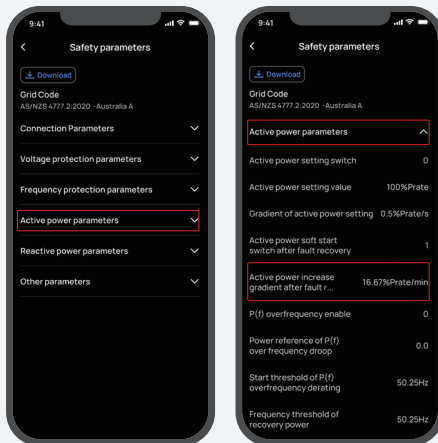 9:41
Safety parameters
Download
Grid Code
AS/NZS 4777.2:2020 -Australia A
Connection Parameters
Voltage protection parameters
Frequency protection parameters
Active power parameters
Reactive power parameters
Other parameters
9:41
Safety parameters
Download
Grid Code
AS/NZS 4777.2:2020 -Australia A
Active power parameters
Active power setting switch 0
Active power setting value 100%Prate
Gradient of active power setting 0.5%Prate/s
Active power soft start
switch after fault recovery 1
Active power increase
gradient after fault r... 16.67%Prate/min
P(f) overfrequency enable 0
Power reference of P(f)
over frequency droop 0.0
Start threshold of P(f)
overfrequency derating 50.25Hz
Frequency threshold of
recovery power 50.25Hz